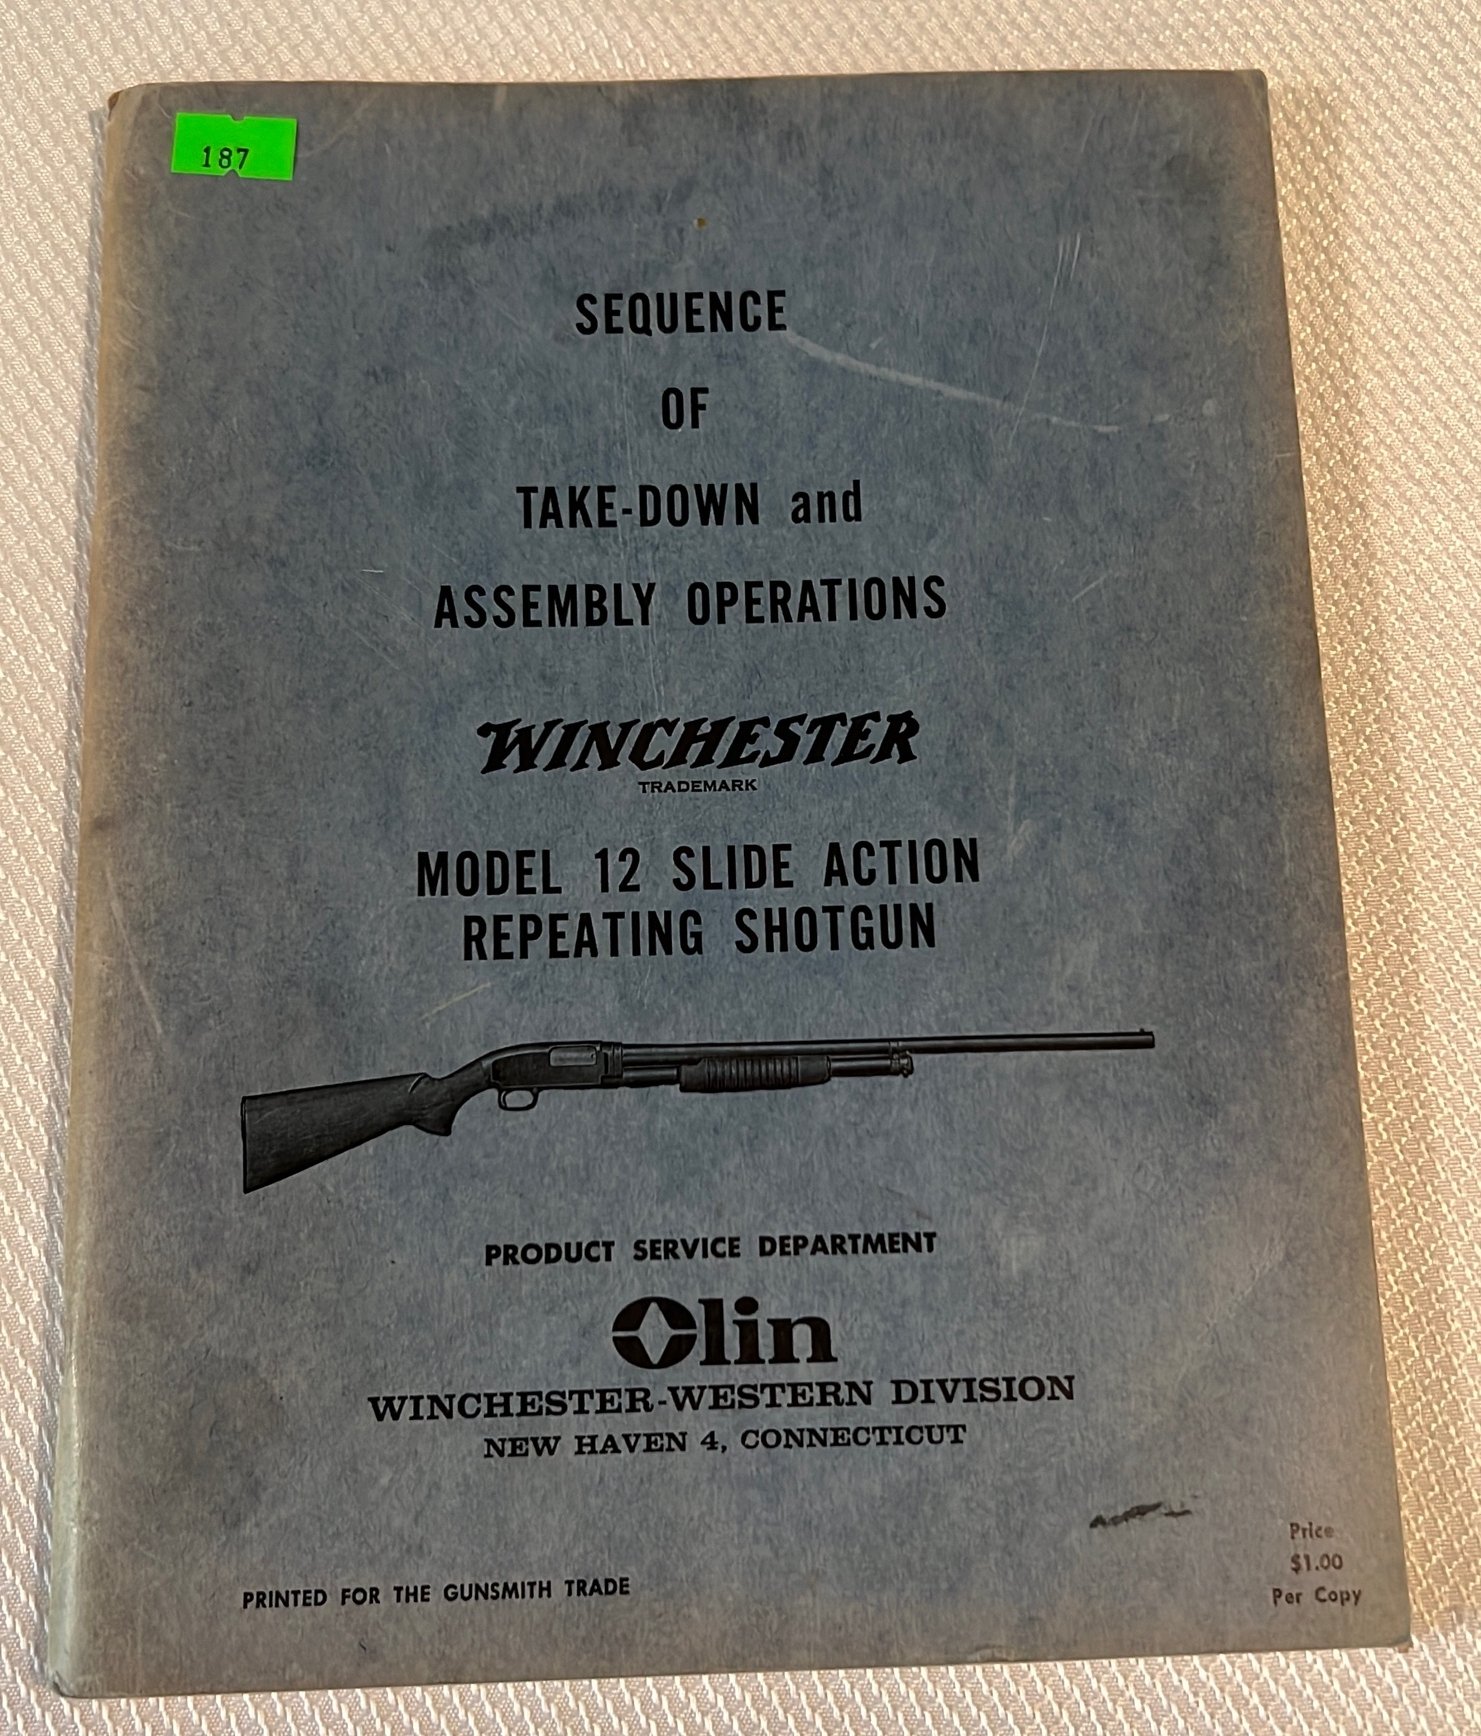 187
SEQUENCE
OF
TAKE-DOWN and
ASSEMBLY OPERATIONS
WINCHESTER
TRADEMARK
MODEL 12 SLIDE ACTION
REPEATING SHOTGUN
PRODUCT SERVICE DEPARTMENT
Olin
WINCHESTER-WESTERN DIVISION
NEW HAVEN 4, CONNECTICUT
Price
$1.00
Per Copy
PRINTED FOR THE GUNSMITH TRADE